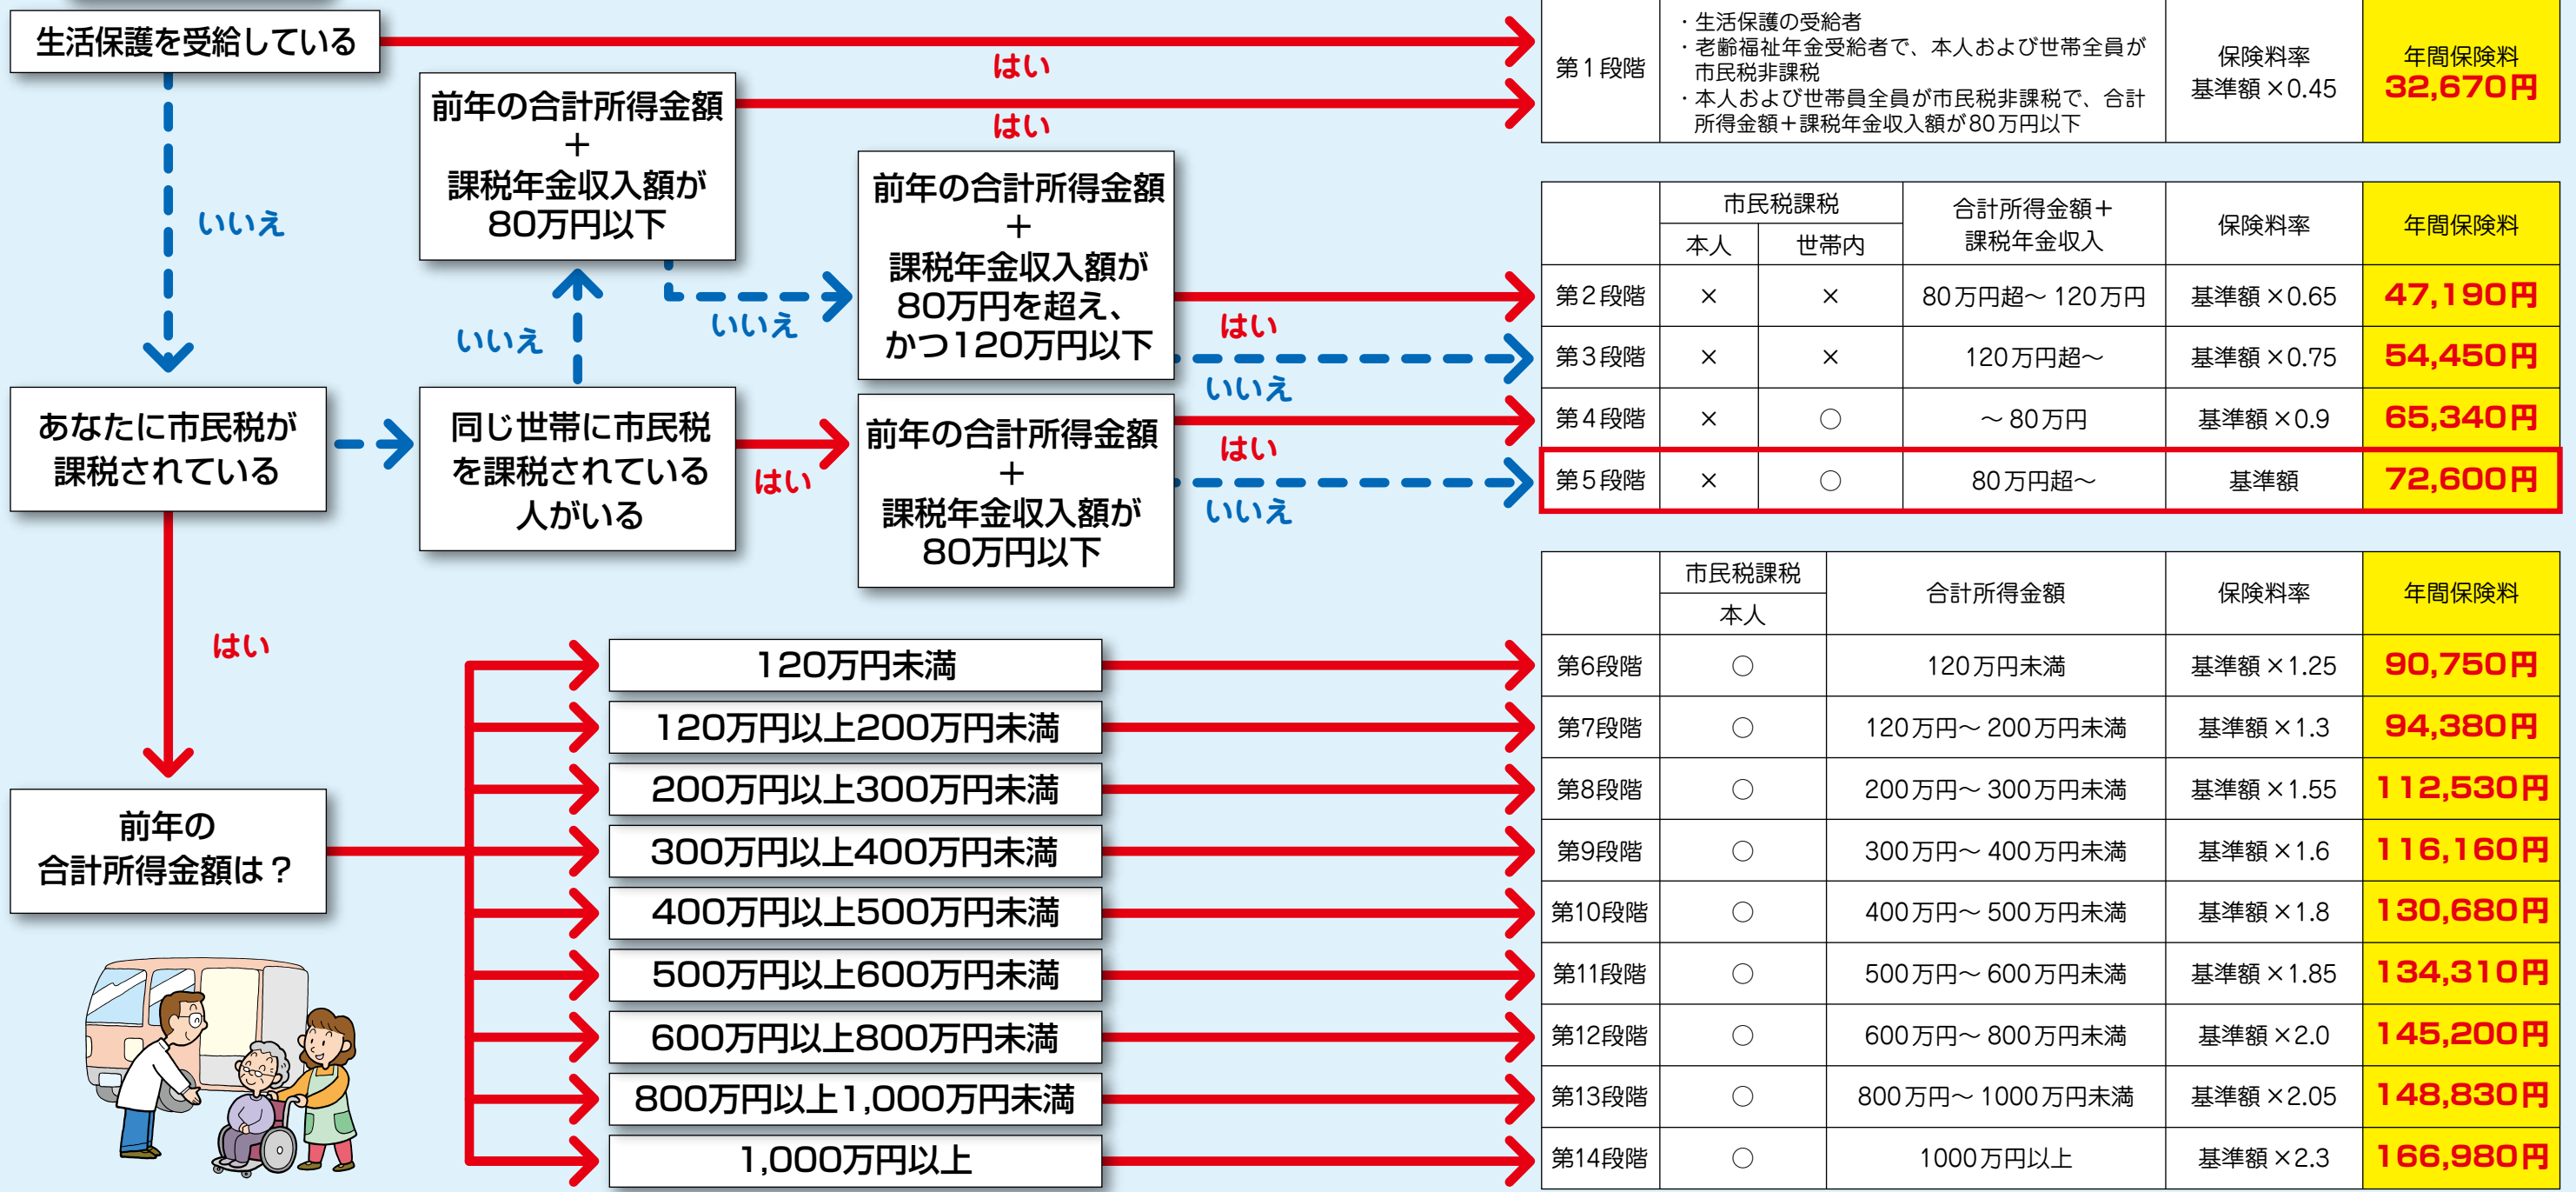 生活保護を受給している
はい
いいえ
前年の合計所得金額
+
課税年金収入額が
80万円以下
はい
いいえ
前年の合計所得金額
+
課税年金収入額が
80万円を超え、
かつ120万円以下
はい
いいえ
あなたに市民税が
課税されている
はい
同じ世帯に市民税
を課税されている
人がいる
いいえ
はい
前年の合計所得金額
+
課税年金収入額が
80万円以下
はい
いいえ
前年の
合計所得金額は?
120万円未満
120万円以上200万円未満
200万円以上300万円未満
300万円以上400万円未満
400万円以上500万円未満
500万円以上600万円未満
600万円以上800万円未満
800万円以上1,000万円未満
1,000万円以上
第1段階
・生活保護の受給者
・老齢福祉年金受給者で、本人および世帯全員が
市民税非課税
・本人および世帯員全員が市民税非課税で、合計
所得金額+課税年金収入額が80万円以下
保険料率
基準額×0.45
年間保険料
32,670円
市民税課税
本人 世帯内
合計所得金額+
課税年金収入
保険料率
年間保険料
第2段階 × × 80万円超~120万円 基準額×0.65 47,190円
第3段階 × × 120万円超~ 基準額×0.75 54,450円
第4段階 × ○ ~80万円 基準額×0.9 65,340円
第5段階 × ○ 80万円超~ 基準額 72,600円
市民税課税
本人
合計所得金額
保険料率
年間保険料
第6段階 ○ 120万円未満 基準額×1.25 90,750円
第7段階 ○ 120万円~200万円未満 基準額×1.3 94,380円
第8段階 ○ 200万円~300万円未満 基準額×1.55 112,530円
第9段階 ○ 300万円~400万円未満 基準額×1.6 116,160円
第10段階 ○ 400万円~500万円未満 基準額×1.8 130,680円
第11段階 ○ 500万円~600万円未満 基準額×1.85 134,310円
第12段階 ○ 600万円~800万円未満 基準額×2.0 145,200円
第13段階 ○ 800万円~1000万円未満 基準額×2.05 148,830円
第14段階 ○ 1000万円以上 基準額×2.3 166,980円